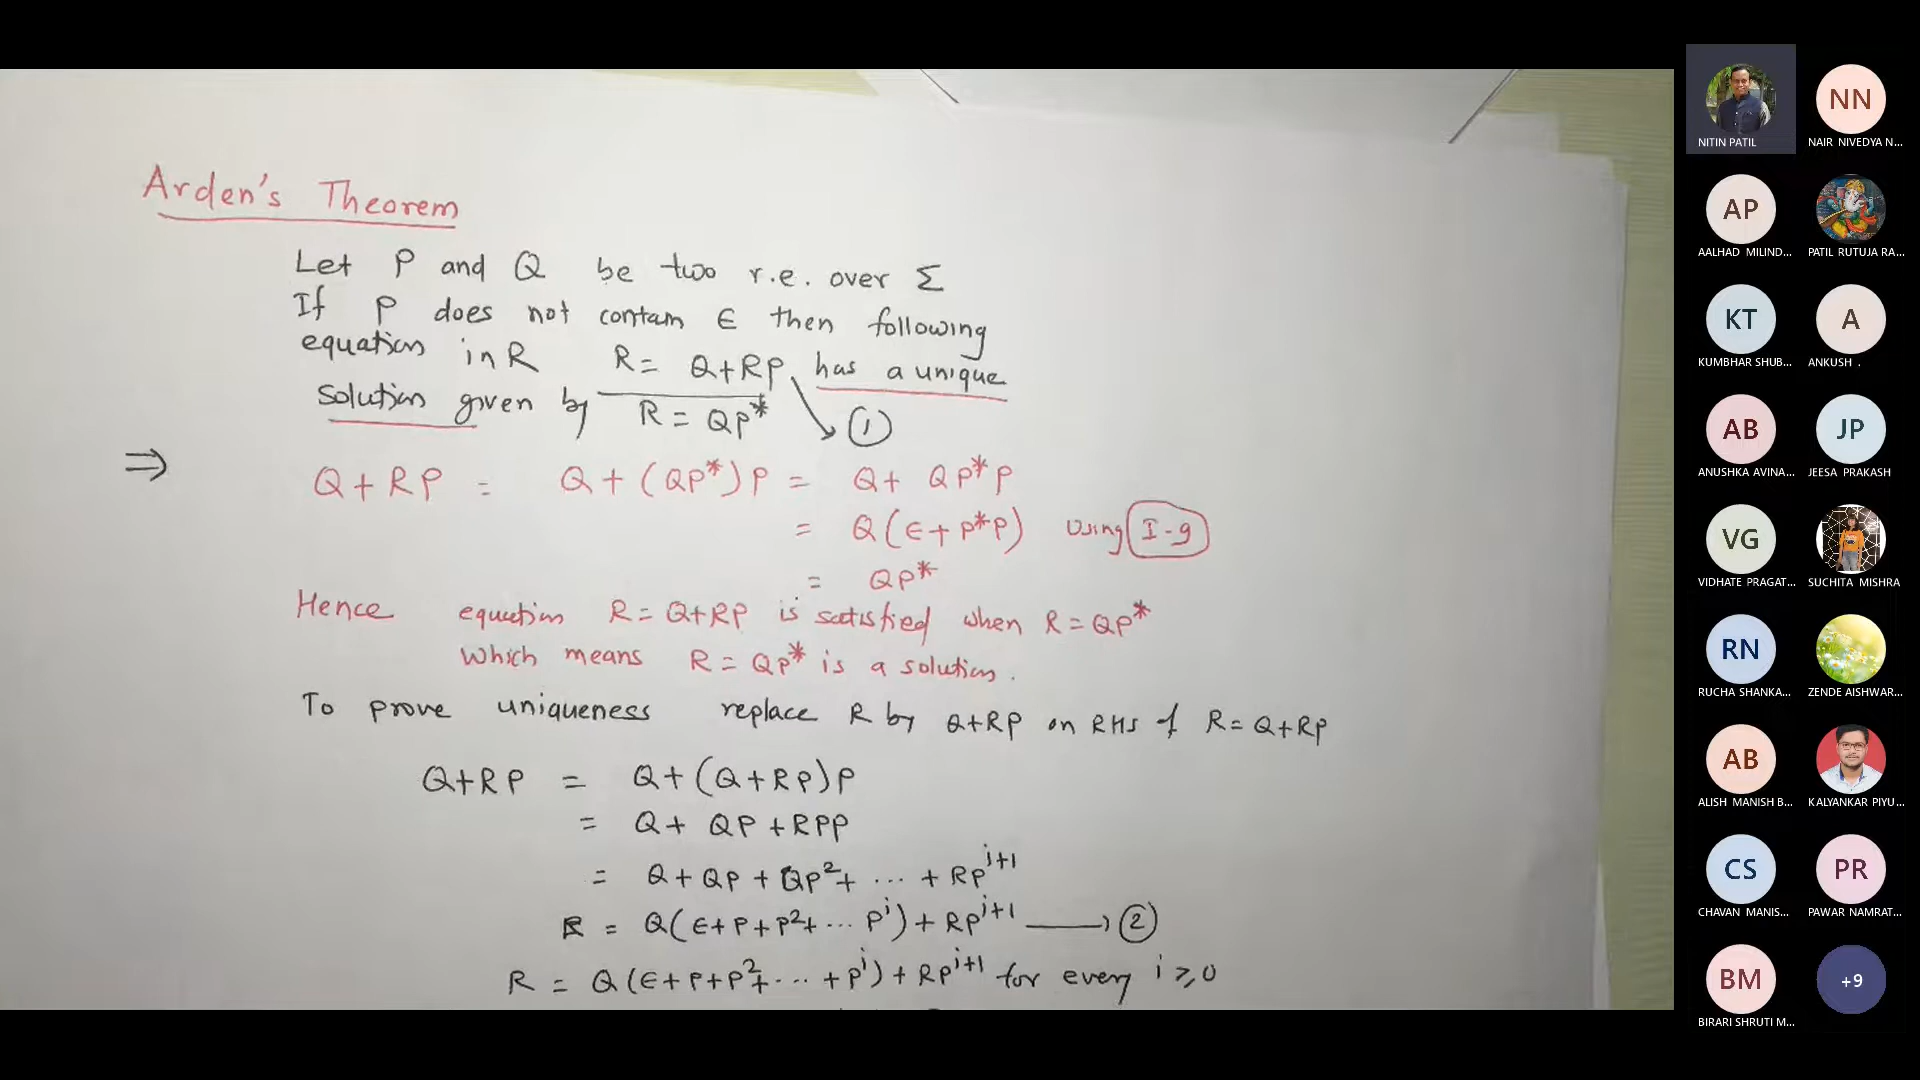 Arden's Theorem
Let P and Q be two r.e. over Σ
If P does not contain ϵ then following
equation in R R = Q+RP has a unique
Solution given by R = QP* ①
⇒ Q+RP = Q+(QP*)P = Q+ QP*P
= Q(ϵ+P*P) Using I-9
= QP*
Hence equation R = Q+RP is satisfied when R = QP*
Which means R = QP* is a solution.
To prove uniqueness replace R by Q+RP on RHS of R = Q+RP
Q+RP = Q+(Q+RP)P
= Q+ QP +RPP
= Q+QP+QP²+ ... + RP^{i+1}
R = Q(ϵ+P+P²+ ... P^i)+RP^{i+1} ——→ ②
R = Q(ϵ+P+P²+ ... +P^i)+RP^{i+1} for every i ≥ 0
NITIN PATIL
NN
NAIR NIVEDYA N...
AP
AALHAD MILIND...
PATIL RUTUJA RA...
KT
KUMBHAR SHUB...
A
ANKUSH .
AB
ANUSHKA AVINA...
JP
JEESA PRAKASH
VG
VIDHATE PRAGAT...
SUCHITA MISHRA
RN
RUCHA SHANKA...
ZENDE AISHWAR...
AB
ALISH MANISH B...
KALYANKAR PIYU...
CS
CHAVAN MANIS...
PR
PAWAR NAMRAT...
BM
BIRARI SHRUTI M...
+9